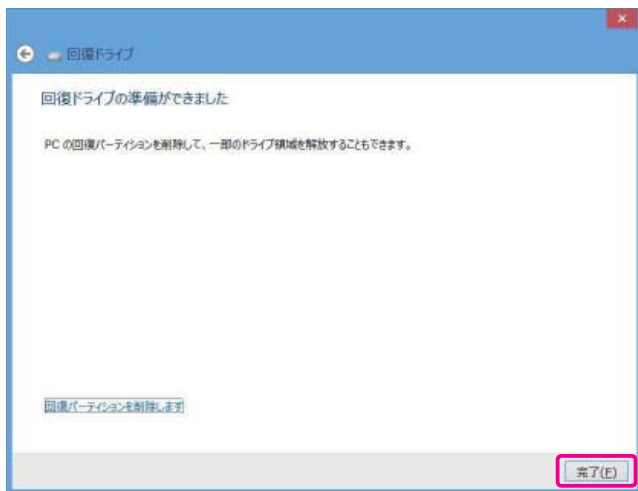 回復ドライブ
回復ドライブの準備ができました
PC の回復パーティションを削除して、一部のドライブ領域を解放することもできます。
回復パーティションを削除します
完了(F)